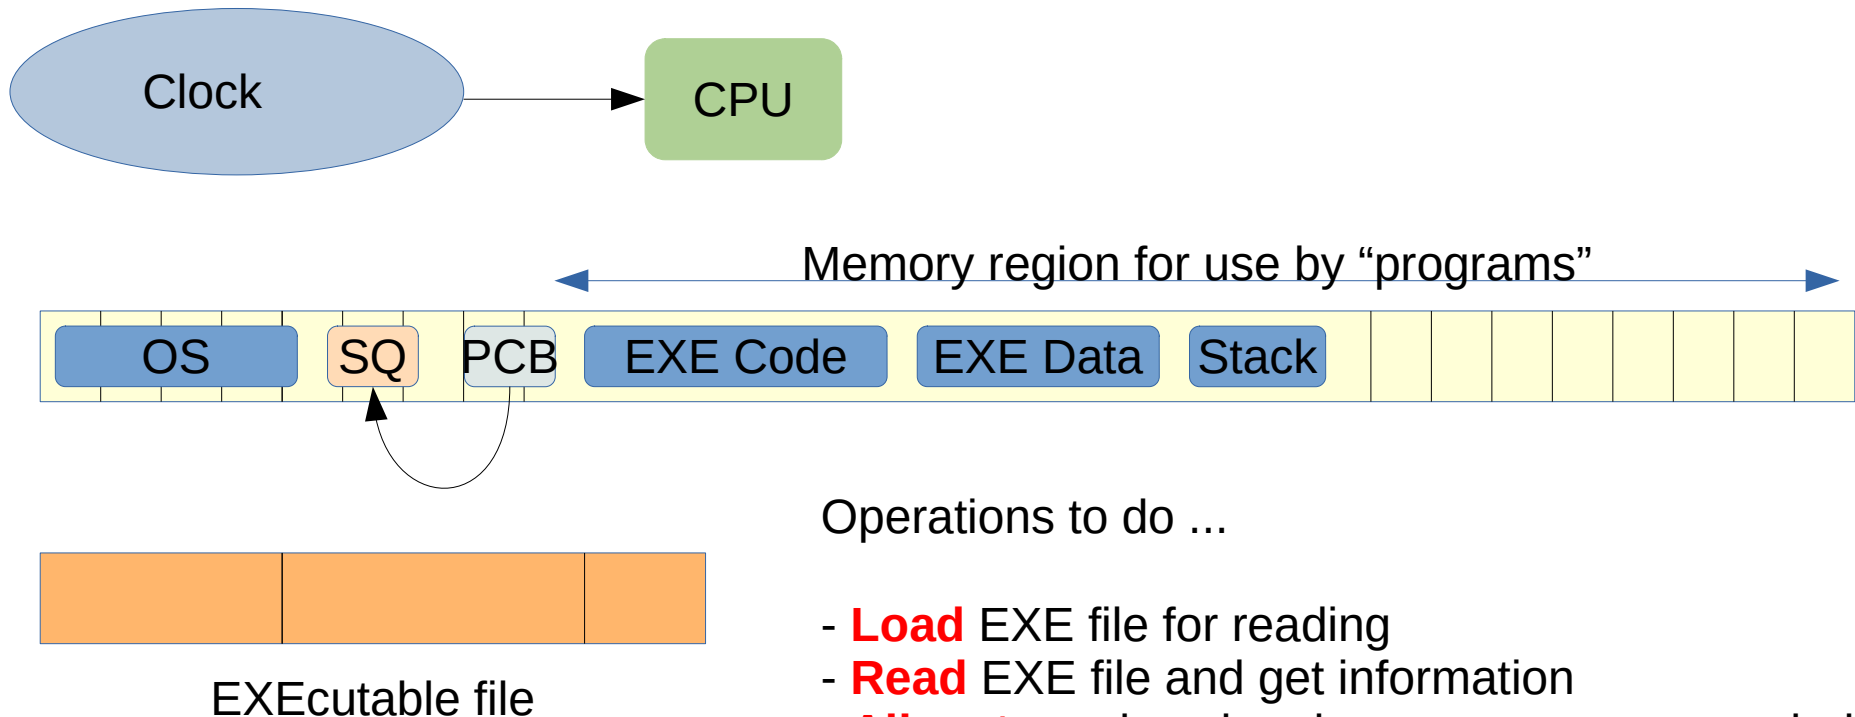 Clock
CPU
Memory region for use by “programs”
OS
SQ
PCB
EXE Code
EXE Data
Stack
Operations to do ...
- Load EXE file for reading
- Read EXE file and get information
EXEcutable file